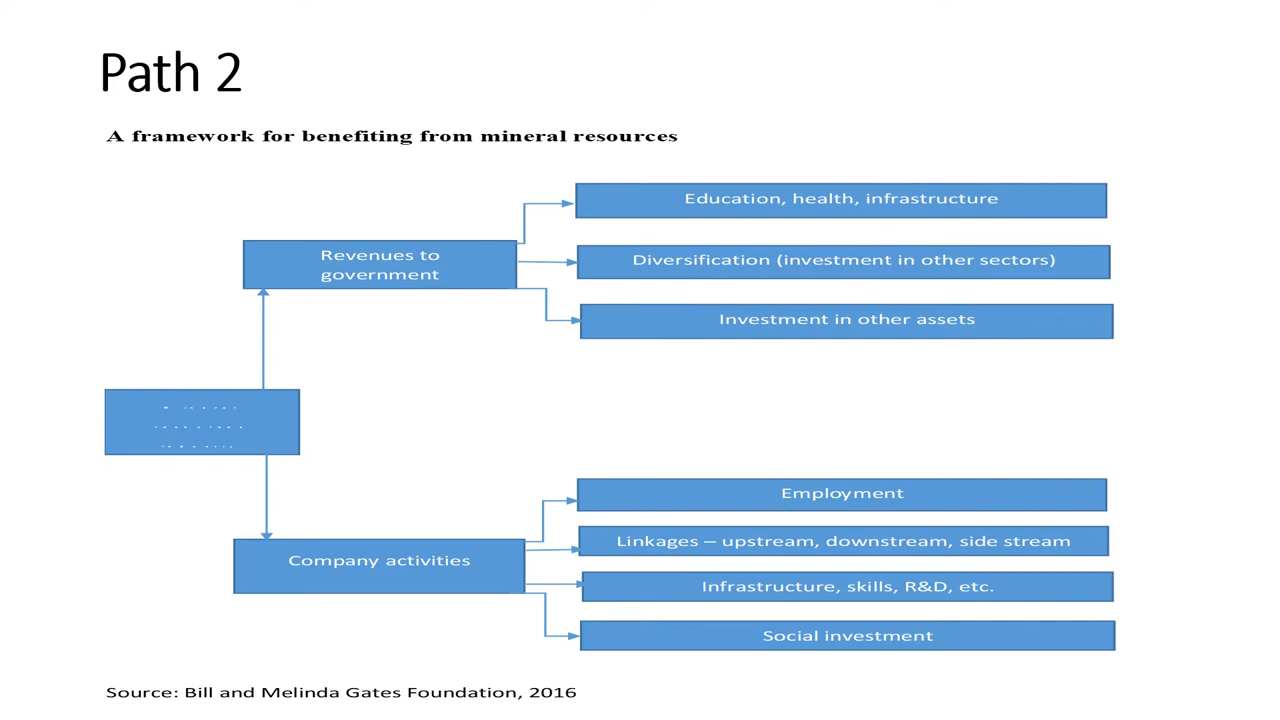 Path 2
A framework for benefiting from mineral resources
Education, health, infrastructure
Revenues to
government
Diversification (investment in other sectors)
Investment in other assets
Employment
Linkages – upstream, downstream, side stream
Company activities
Infrastructure, skills, R&D, etc.
Social investment
Source: Bill and Melinda Gates Foundation, 2016